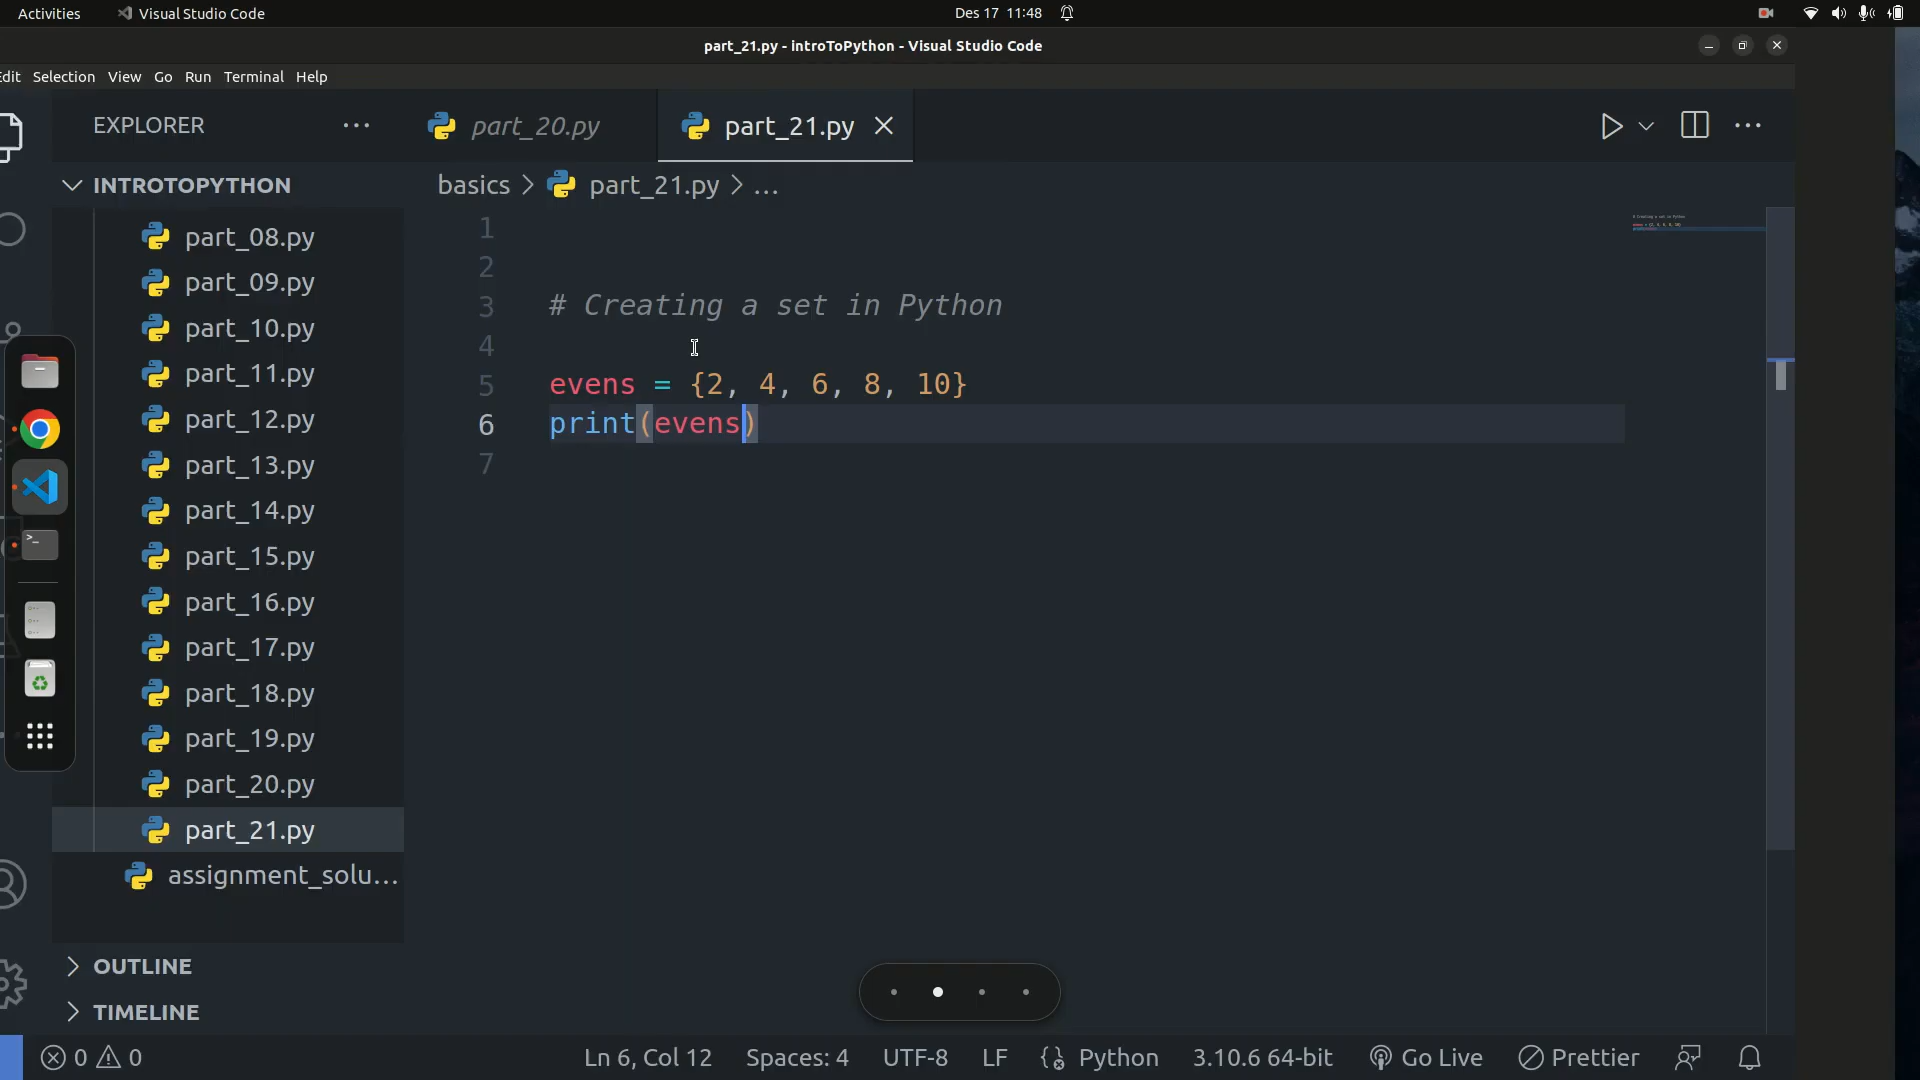 Activities Visual Studio Code Des 17 11:48
part_21.py - introToPython - Visual Studio Code
Edit Selection View Go Run Terminal Help
EXPLORER ... part_20.py part_21.py
INTROTOPYTHON basics > part_21.py > ...
part_08.py
part_09.py
part_10.py
part_11.py
part_12.py
part_13.py
part_14.py
part_15.py
part_16.py
part_17.py
part_18.py
part_19.py
part_20.py
part_21.py
assignment_solu...
OUTLINE
TIMELINE
1
2
3 # Creating a set in Python
4
5 evens = {2, 4, 6, 8, 10}
6 print(evens)
7
0 0 Ln 6, Col 12 Spaces: 4 UTF-8 LF Python 3.10.6 64-bit Go Live Prettier